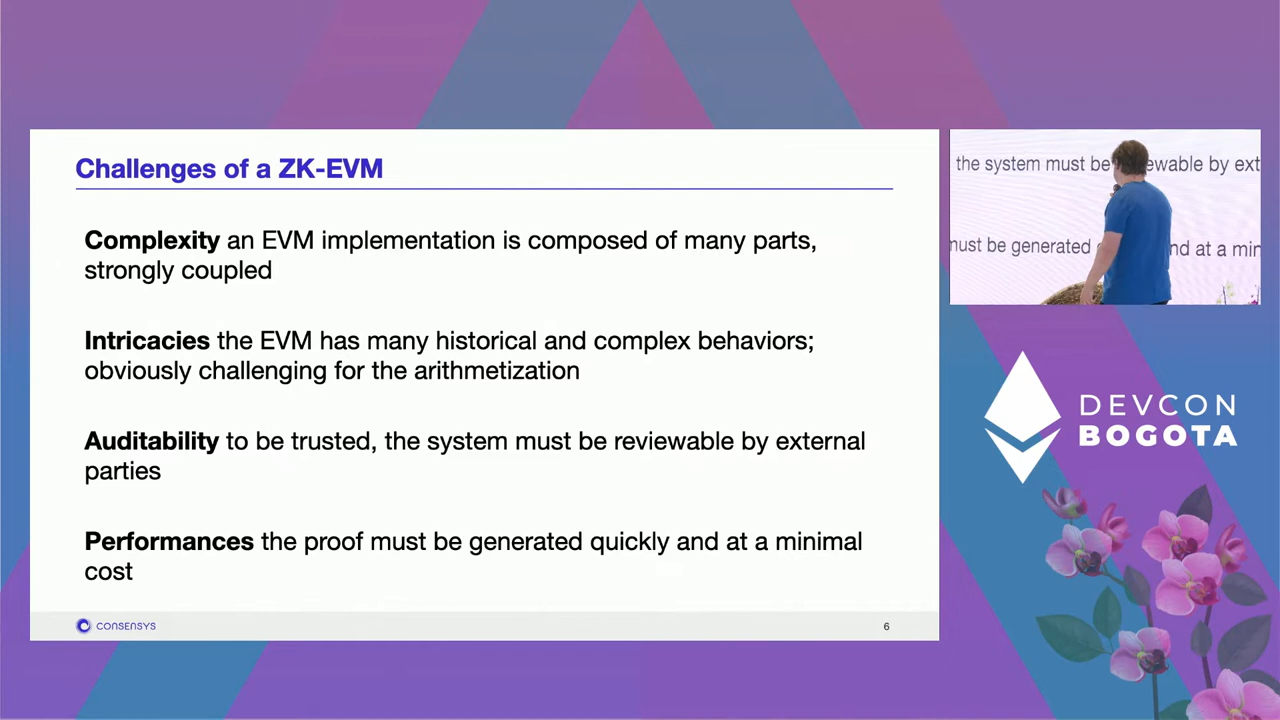 Challenges of a ZK-EVM
Complexity an EVM implementation is composed of many parts,
strongly coupled
Intricacies the EVM has many historical and complex behaviors;
obviously challenging for the arithmetization
Auditability to be trusted, the system must be reviewable by external
parties
Performances the proof must be generated quickly and at a minimal
cost
CONSENSYS
6
the system must be ewable by ext
must be generated nd at a min
DEVCON
BOGOTA